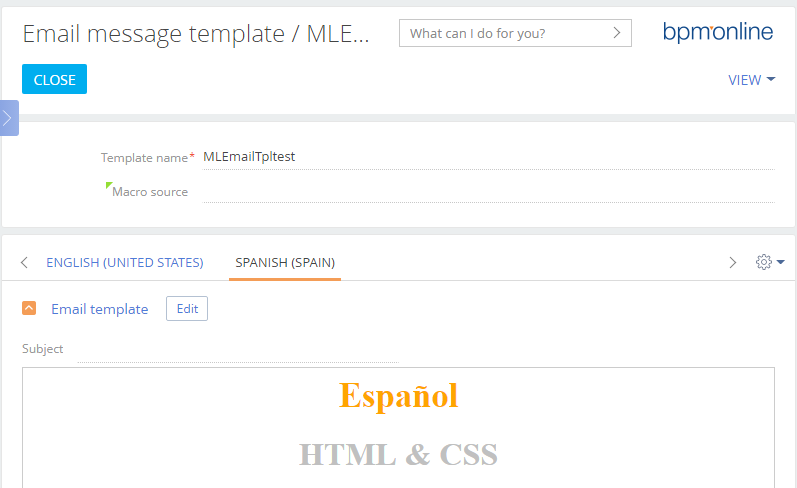 Email message template / MLE...
What can I do for you?
bpm'online
CLOSE
VIEW
Template name*
MLEmailTpltest
Macro source
ENGLISH (UNITED STATES)
SPANISH (SPAIN)
Email template
Edit
Subject
Español
HTML & CSS